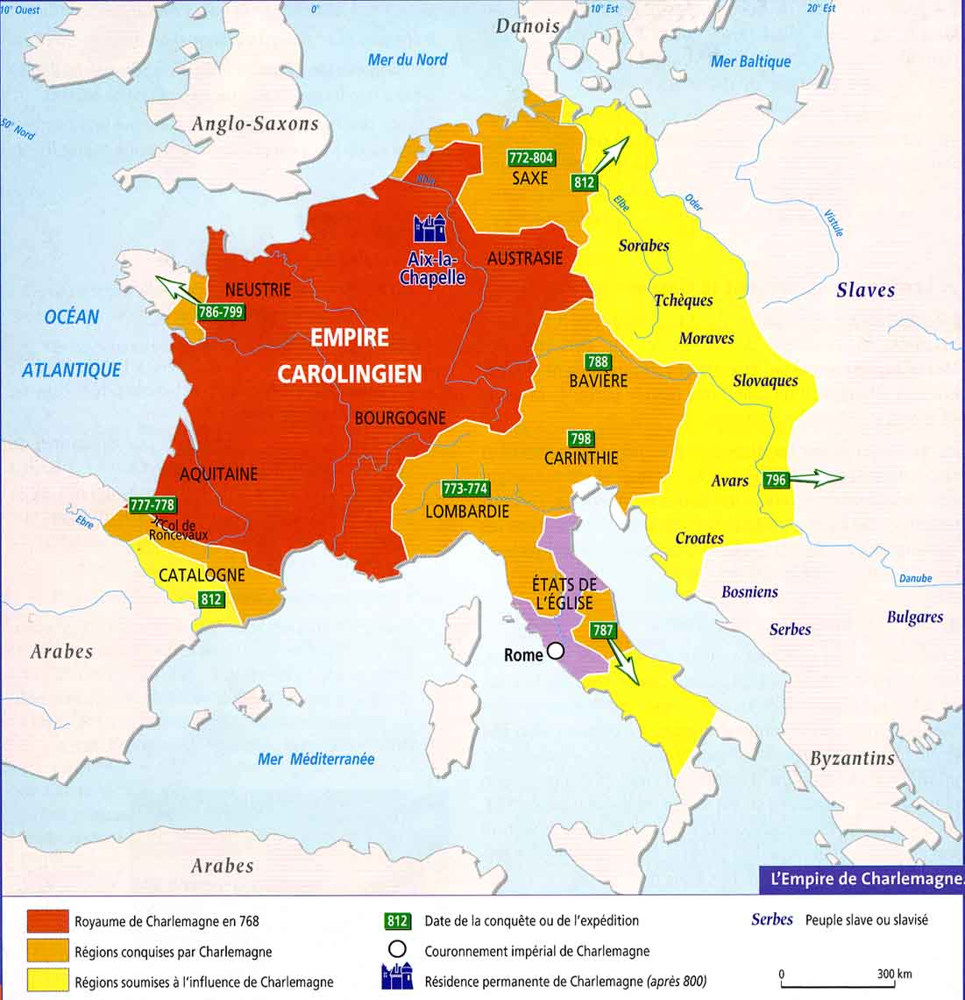 10° Ouest
0°
10° Est
20° Est
Danois
Mer du Nord
Mer Baltique
50° Nord
Anglo-Saxons
772-804
SAXE
812
Rhin
Elbe
Oder
Vistule
Aix-la-
Chapelle
AUSTRASIE
Sorabes
NEUSTRIE
Slaves
786-799
Tchèques
OCÉAN
ATLANTIQUE
EMPIRE
CAROLINGIEN
Moraves
788
BAVIÈRE
Slovaques
BOURGOGNE
798
CARINTHIE
AQUITAINE
773-774
LOMBARDIE
Avars
796
777-778
Col de
Roncevaux
Ebre
Croates
CATALOGNE
812
ÉTATS DE
L'ÉGLISE
Danube
Bosniens
Serbes
Bulgares
787
Rome
Arabes
Mer Méditerranée
Byzantins
Arabes
L'Empire de Charlemagne.
Royaume de Charlemagne en 768
812 Date de la conquête ou de l'expédition
Serbes Peuple slave ou slavisé
Régions conquises par Charlemagne
Couronnement impérial de Charlemagne
Régions soumises à l'influence de Charlemagne
Résidence permanente de Charlemagne (après 800)
0 300 km